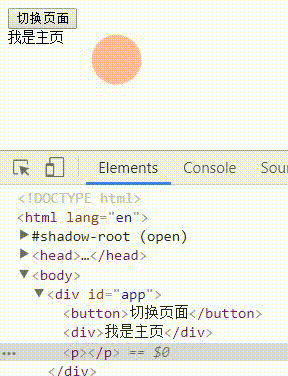 切换页面
我是主页
Elements
Console
Sou
<!DOCTYPE html>
<html lang="en">
▶#shadow-root (open)
▶<head>…</head>
▼<body>
▼<div id="app">
<button>切换页面</button>
<div>我是主页</div>
… <p></p> == $0
</div>